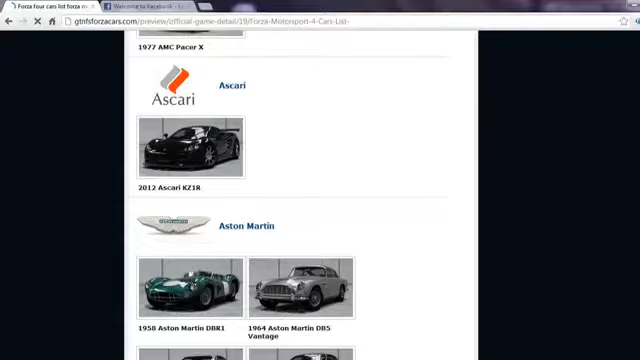 Forza four cars list forza m
Welcome to Facebook -
gtnfsforzacars.com/preview/official-game-detail/19/Forza-Motorsport-4-Cars-List-
1977 AMC Pacer X
Ascari
Ascari
2012 Ascari KZ1R
ASTON MARTIN
Aston Martin
1958 Aston Martin DBR1
1964 Aston Martin DB5
Vantage